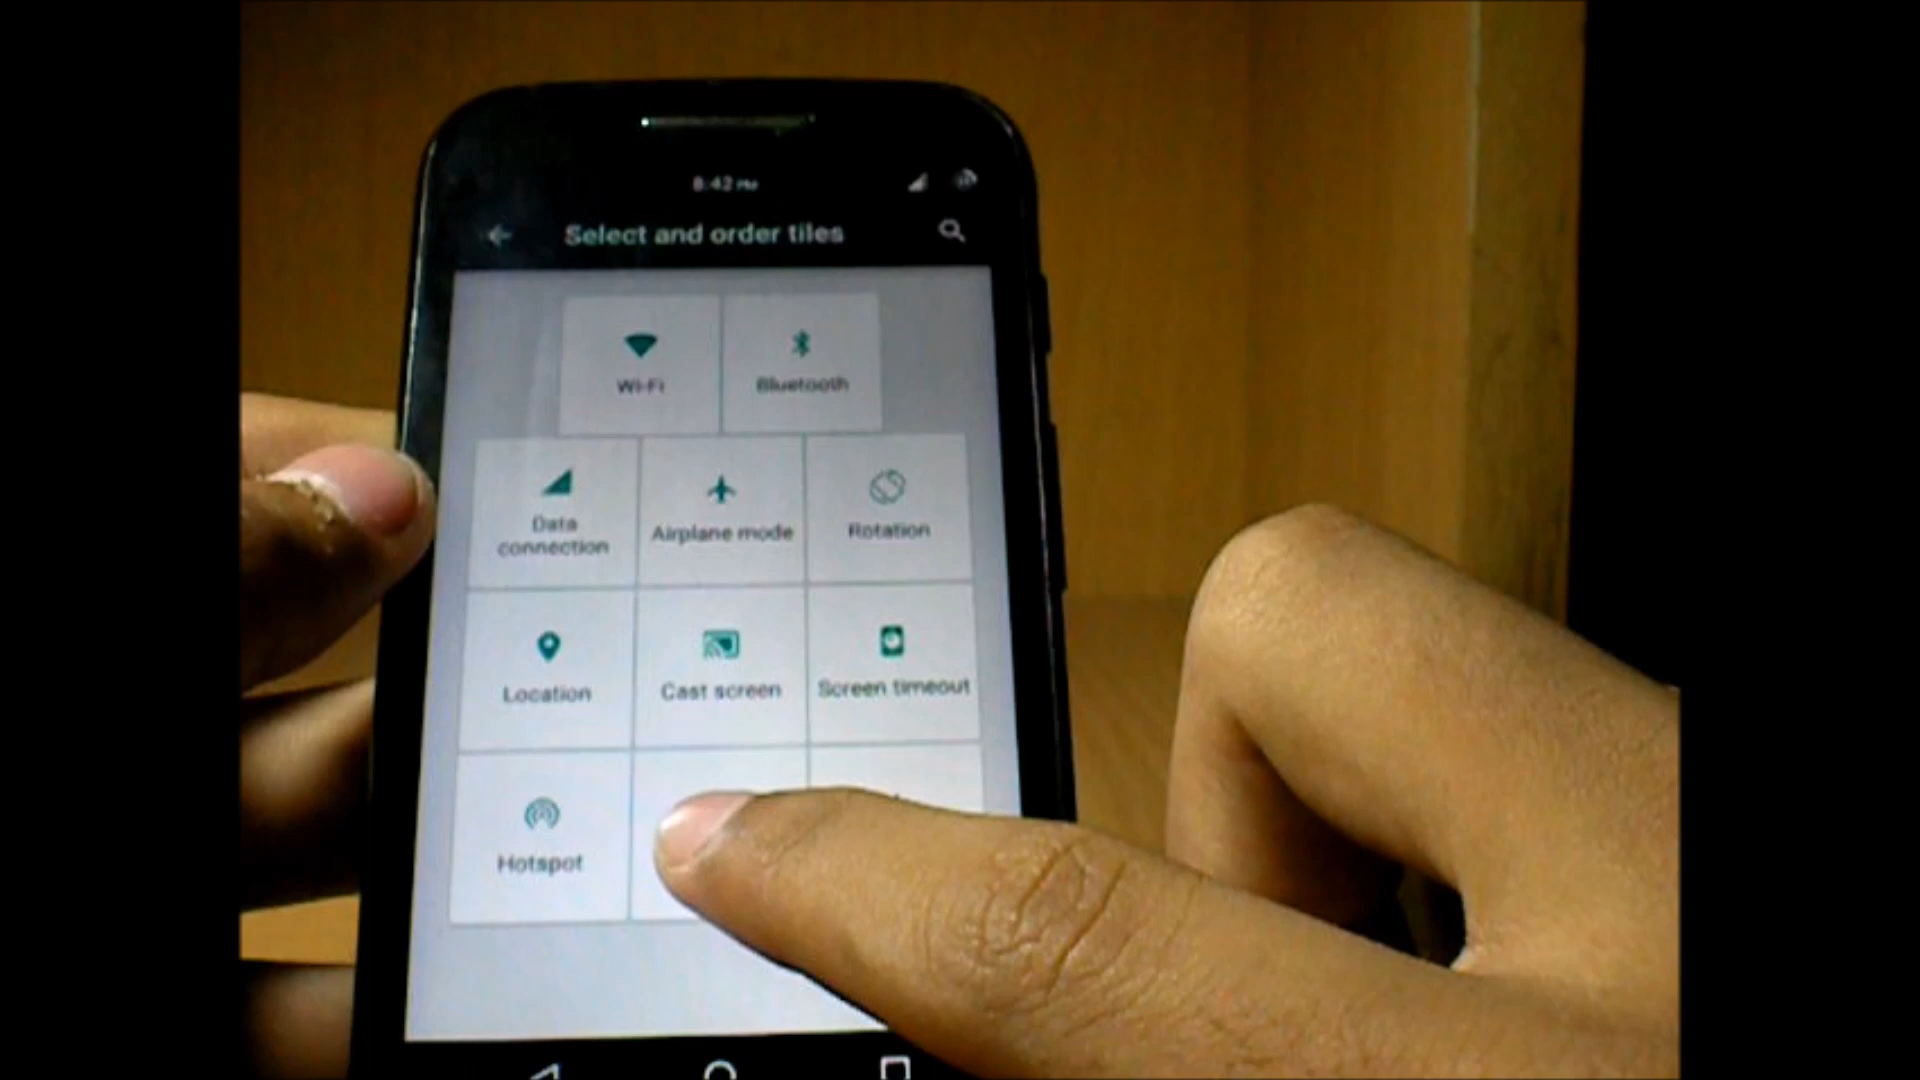 8:42 PM
Select and order tiles
Wi-Fi
Bluetooth
Data
connection
Airplane mode
Rotation
Location
Cast screen
Screen timeout
Hotspot